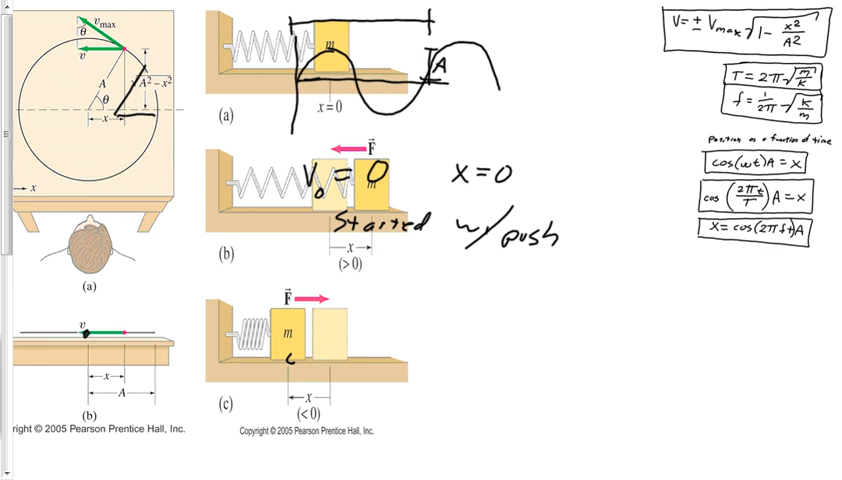 v_max
θ
v
A
√A² – x²
θ
x
x
(a)
v
x
A
(b)
right © 2005 Pearson Prentice Hall, Inc.
m
A
x = 0
(a)
F
V₀ = 0
x = 0
m
Started w/ push
x
(b)
(> 0)
F
m
x
(c)
(< 0)
Copyright © 2005 Pearson Prentice Hall, Inc.
V = ± Vmax √1 - x²/A²
T = 2π √m/k
f = 1/2π √k/m
Position as a function of time
cos(ωt)A = x
cos (2πt/T) A = x
x = cos(2πft)A